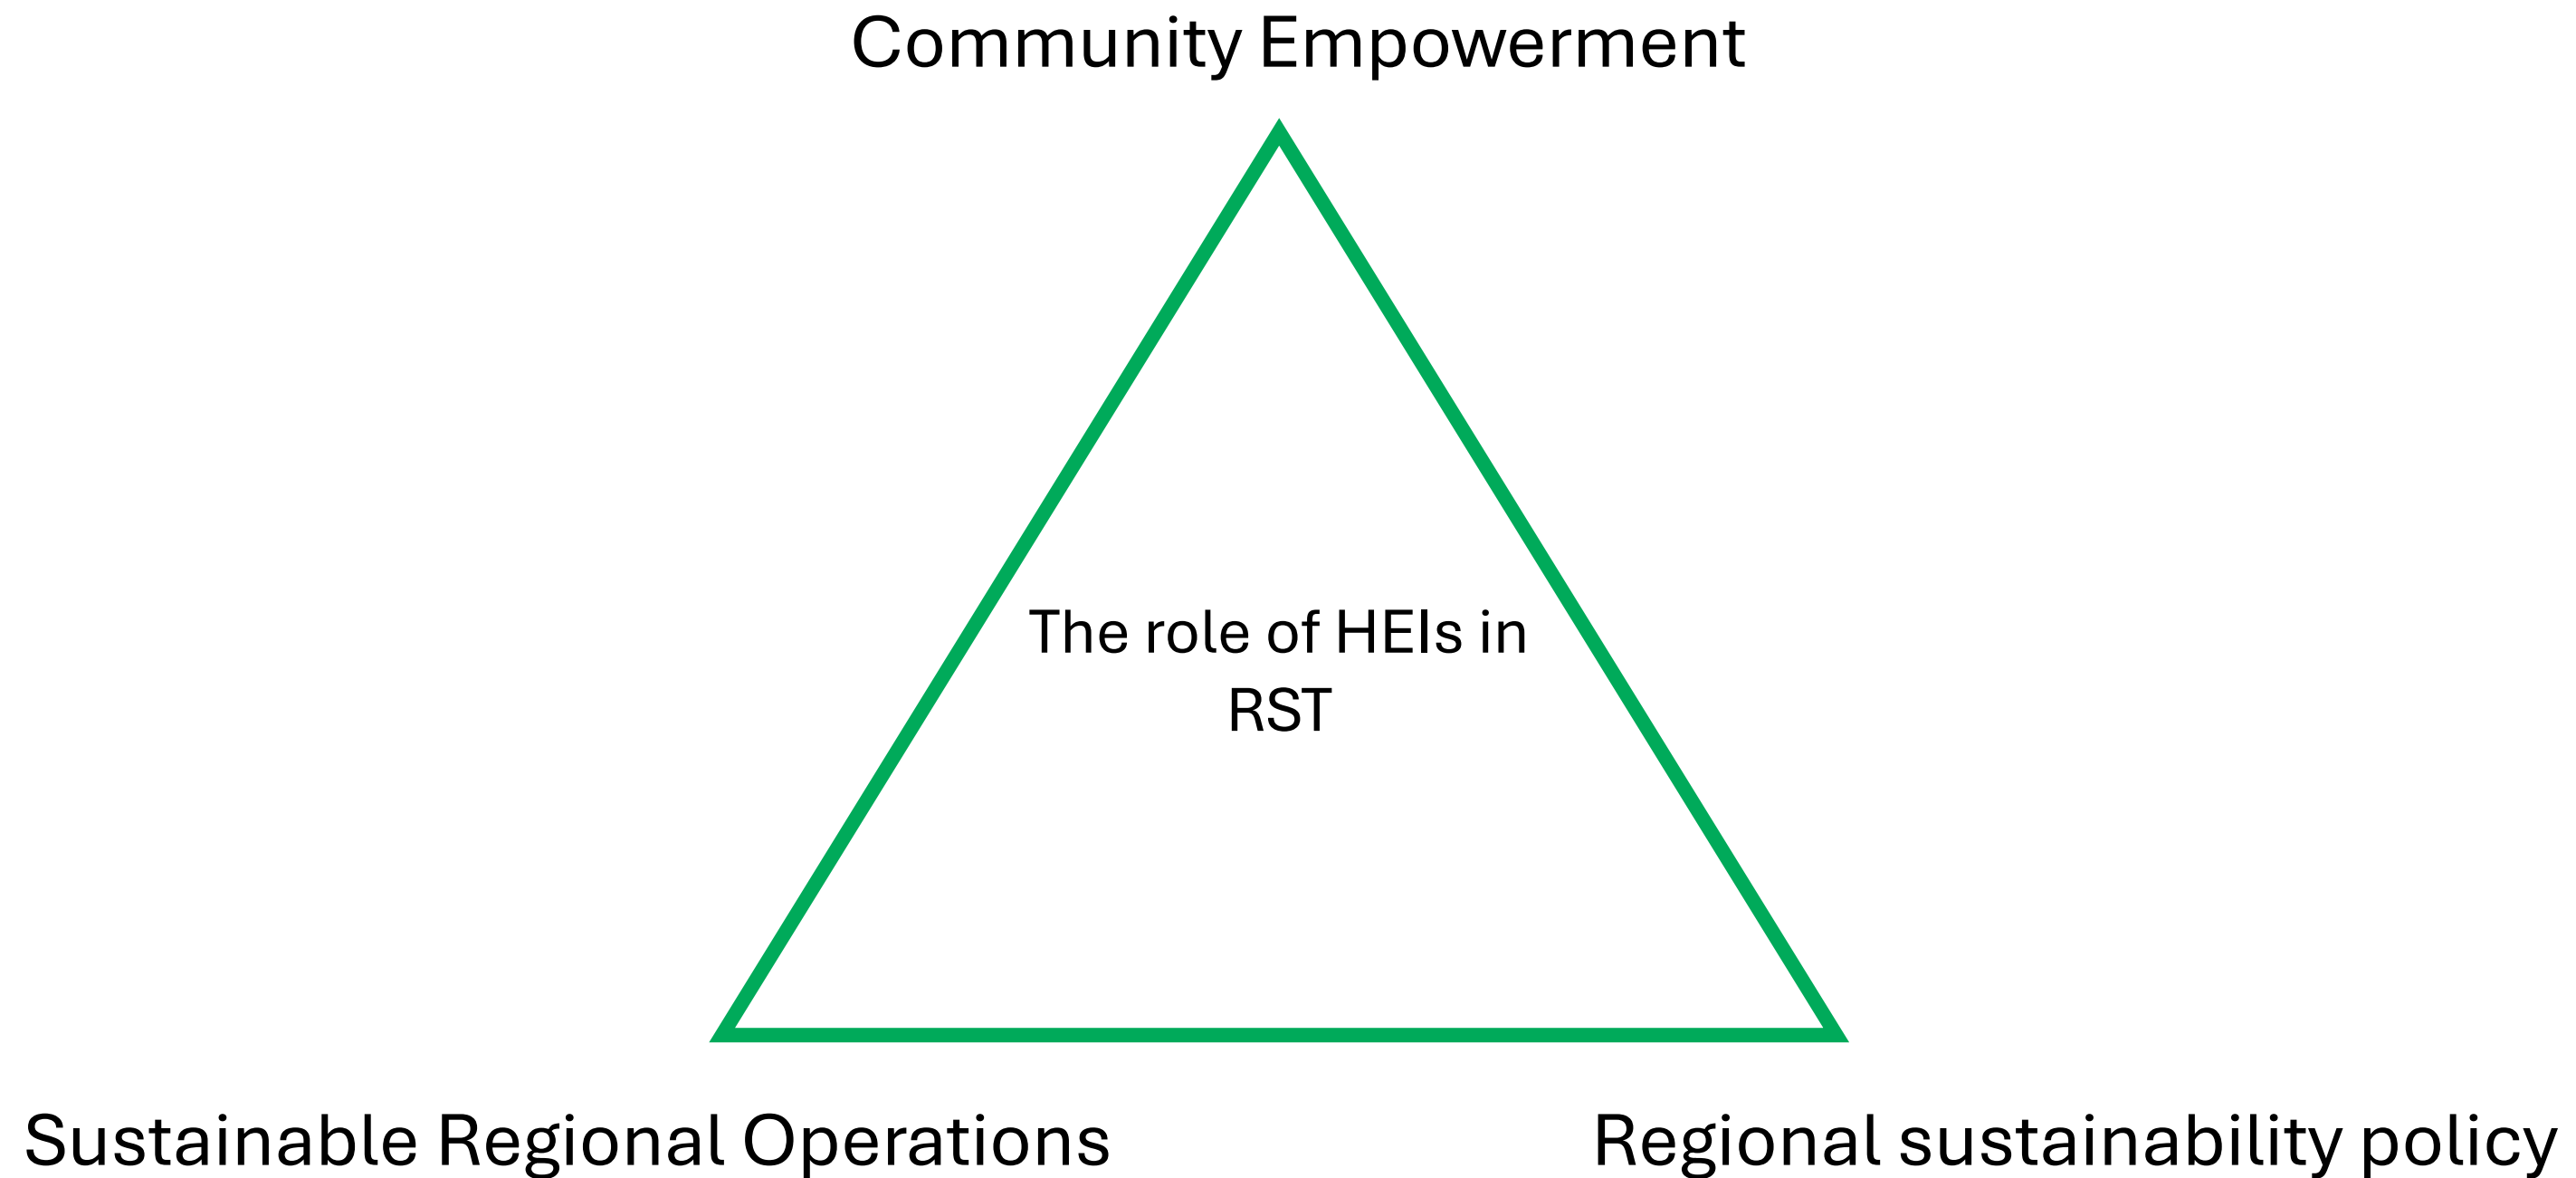 Community Empowerment
The role of HEIs in
RST
Sustainable Regional Operations
Regional sustainability policy